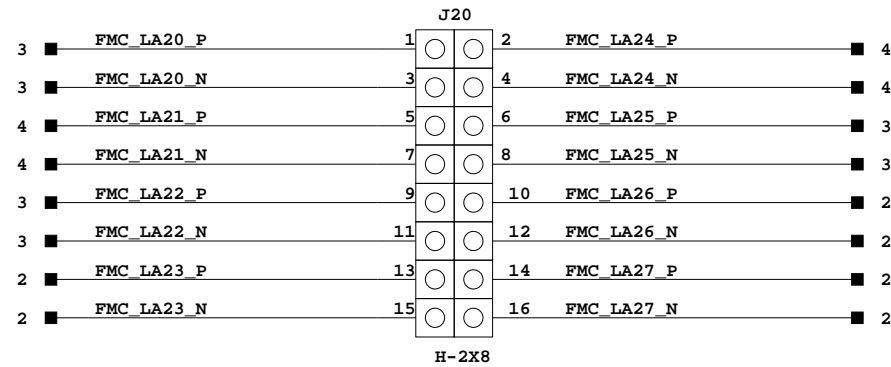 J20
3 FMC_LA20_P 1 2 FMC_LA24_P 4
3 FMC_LA20_N 3 4 FMC_LA24_N 4
4 FMC_LA21_P 5 6 FMC_LA25_P 3
4 FMC_LA21_N 7 8 FMC_LA25_N 3
3 FMC_LA22_P 9 10 FMC_LA26_P 2
3 FMC_LA22_N 11 12 FMC_LA26_N 2
2 FMC_LA23_P 13 14 FMC_LA27_P 2
2 FMC_LA23_N 15 16 FMC_LA27_N 2
H-2X8